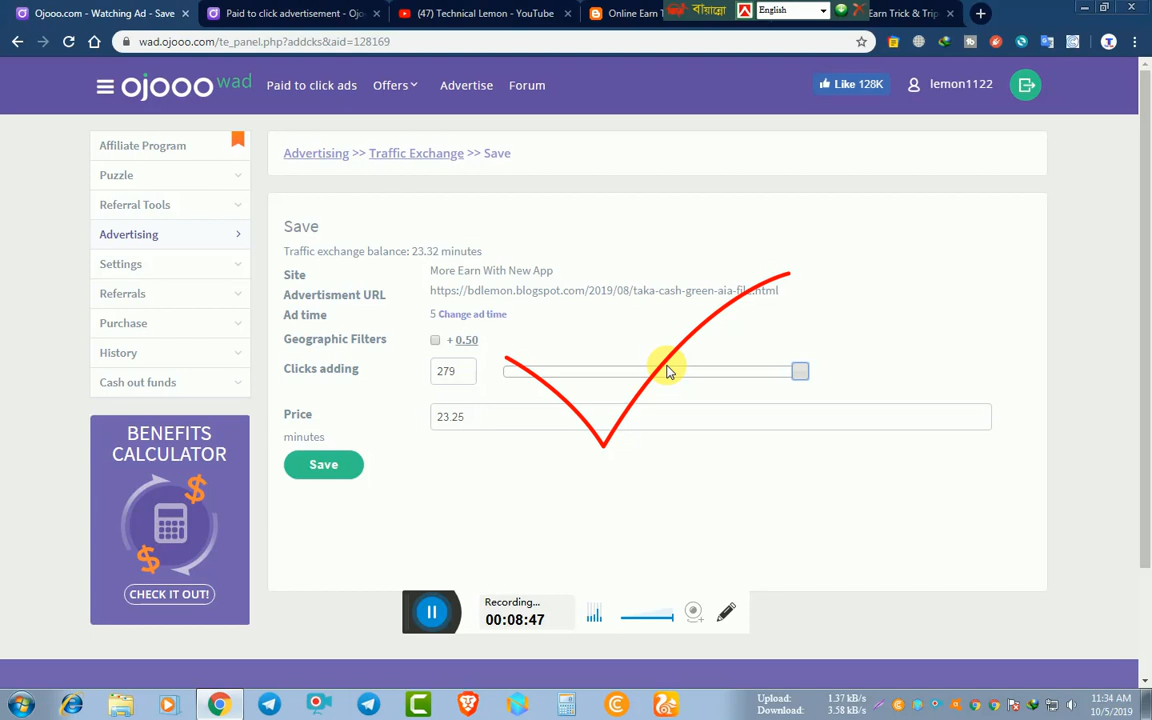 Ojooo.com - Watching Ad - Save
Paid to click advertisement - Ojo
(47) Technical Lemon - YouTube
Online Earn T
বাঁয়ান্নো
English
Earn Trick & Trip
wad.ojooo.com/te_panel.php?addcks&aid=128169
ojooo wad
Paid to click ads
Offers
Advertise
Forum
Like 128K
lemon1122
Affiliate Program
Puzzle
Referral Tools
Advertising
Settings
Referrals
Purchase
History
Cash out funds
BENEFITS
CALCULATOR
CHECK IT OUT!
Advertising >> Traffic Exchange >> Save
Save
Traffic exchange balance: 23.32 minutes
Site More Earn With New App
Advertisment URL https://bdlemon.blogspot.com/2019/08/taka-cash-green-aia-file.html
Ad time 5 Change ad time
Geographic Filters + 0.50
Clicks adding 279
Price 23.25
minutes
Save
Recording...
00:08:47
Upload: 1.37 kB/s
Download: 3.58 kB/s
11:34 AM
10/5/2019